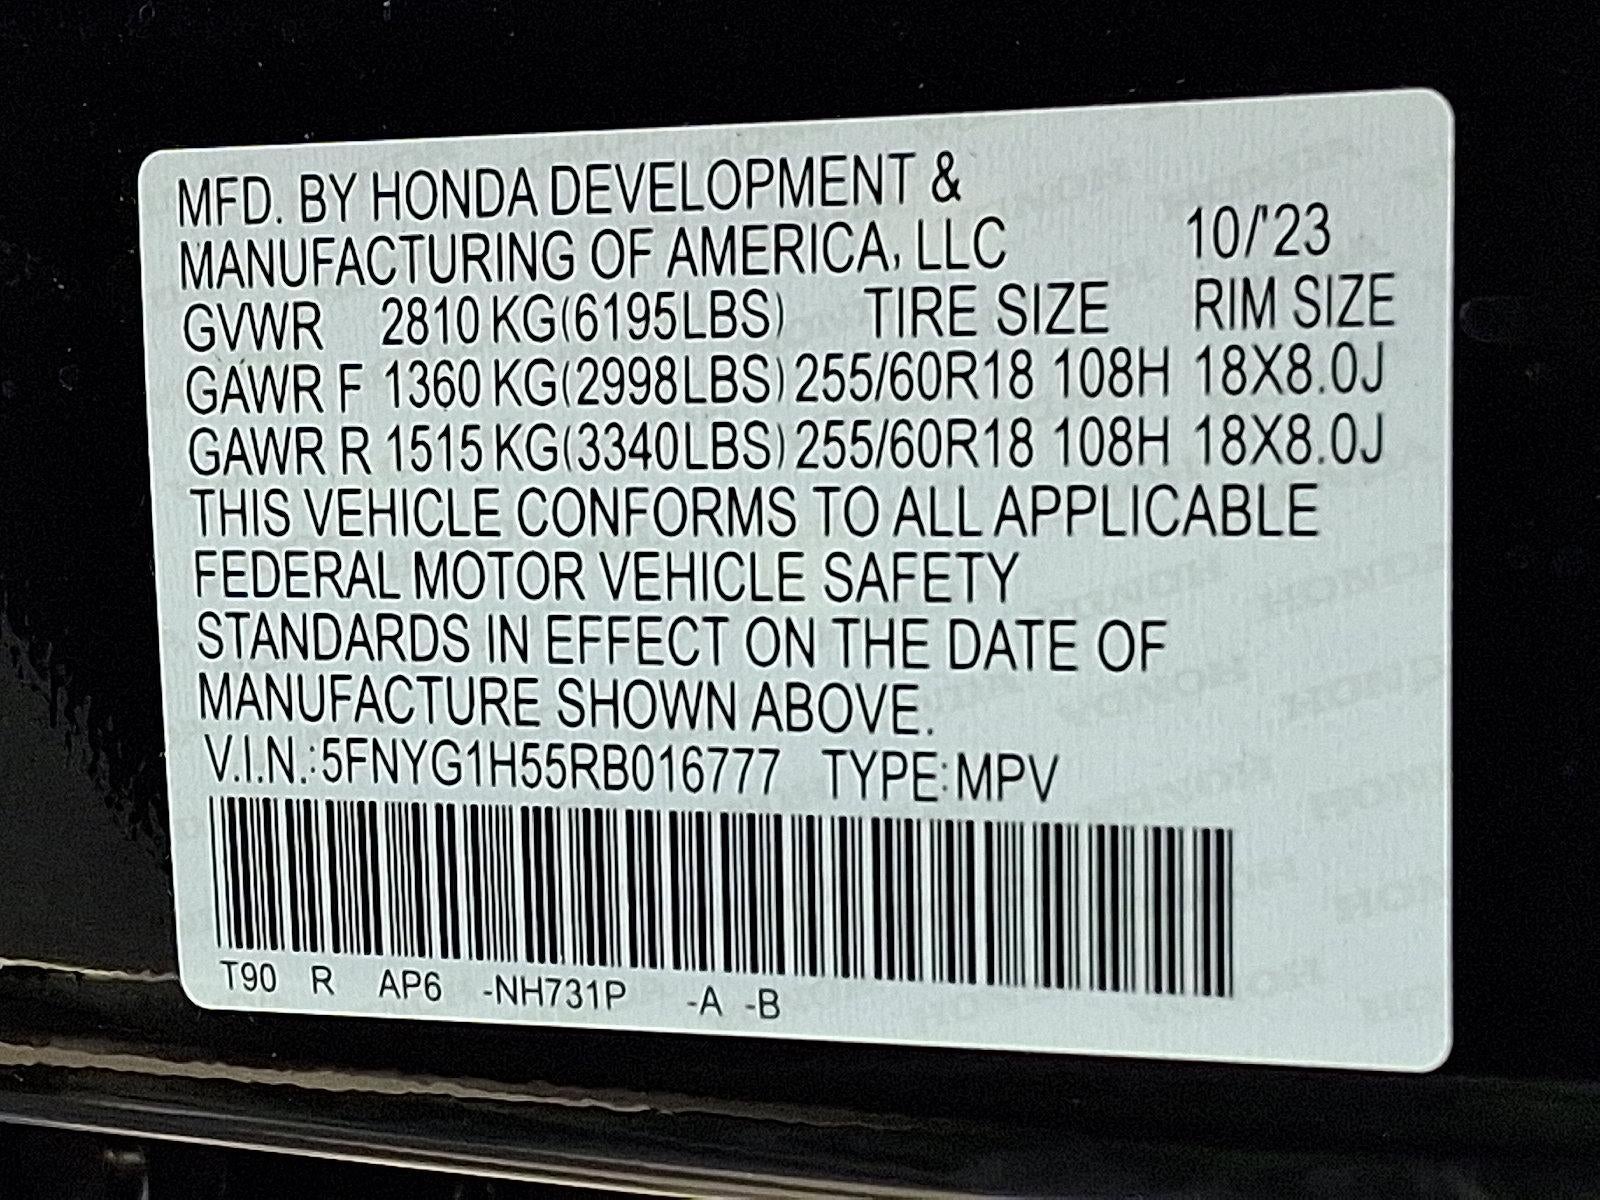 MFD. BY HONDA DEVELOPMENT &
MANUFACTURING OF AMERICA, LLC 10/'23
GVWR 2810 KG(6195LBS) TIRE SIZE RIM SIZE
GAWR F 1360 KG(2998LBS) 255/60R18 108H 18X8.0J
GAWR R 1515 KG(3340LBS) 255/60R18 108H 18X8.0J
THIS VEHICLE CONFORMS TO ALL APPLICABLE
FEDERAL MOTOR VEHICLE SAFETY
STANDARDS IN EFFECT ON THE DATE OF
MANUFACTURE SHOWN ABOVE.
V.I.N.:5FNYG1H55RB016777 TYPE:MPV
T90 R AP6 -NH731P -A -B